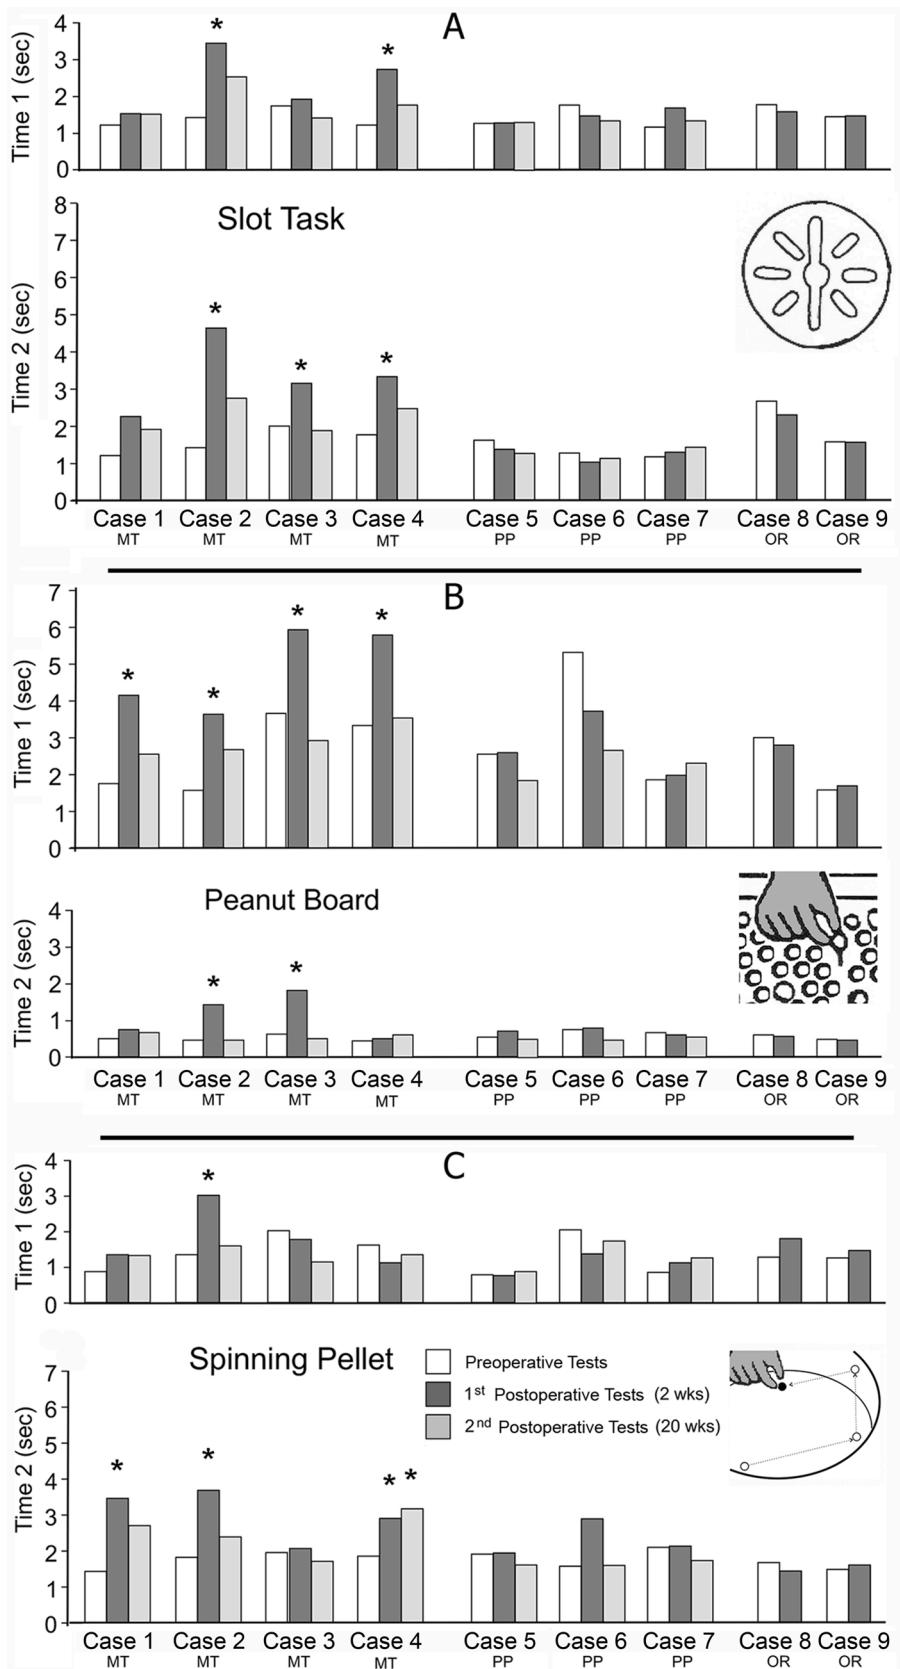 A
Time 1 (sec)
4
3
2
1
0
*
*
Slot Task
Time 2 (sec)
8
7
6
5
4
3
2
1
0
*
*
*
Case 1 Case 2 Case 3 Case 4 Case 5 Case 6 Case 7 Case 8 Case 9
MT MT MT MT PP PP PP OR OR
B
Time 1 (sec)
7
6
5
4
3
2
1
0
*
*
*
*
Peanut Board
Time 2 (sec)
4
3
2
1
0
*
*
Case 1 Case 2 Case 3 Case 4 Case 5 Case 6 Case 7 Case 8 Case 9
MT MT MT MT PP PP PP OR OR
C
Time 1 (sec)
4
3
2
1
0
*
Spinning Pellet
Preoperative Tests
1st Postoperative Tests (2 wks)
2nd Postoperative Tests (20 wks)
Time 2 (sec)
7
6
5
4
3
2
1
0
*
*
* *
Case 1 Case 2 Case 3 Case 4 Case 5 Case 6 Case 7 Case 8 Case 9
MT MT MT MT PP PP PP OR OR